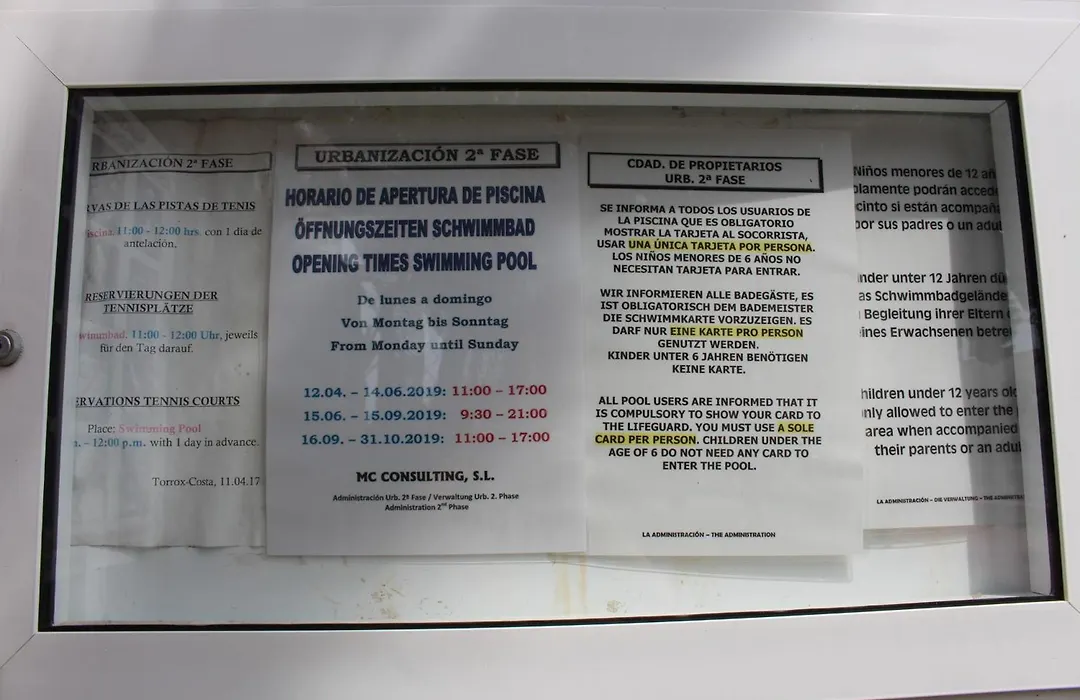 RBANIZACIÓN 2ª FASE
VAS DE LAS PISTAS DE TENIS
11:00 - 12:00 hrs. con 1 día de
antelación.
RESERVIERUNGEN DER
TENNISPLÄTZE
11:00 - 12:00 Uhr, jeweils
für den Tag darauf.
ERVATIONS TENNIS COURTS
Place: Swimming Pool
- 12:00 p.m. with 1 day in advance.
Torrox-Costa, 11.04.17
URBANIZACIÓN 2ª FASE
HORARIO DE APERTURA DE PISCINA
ÖFFNUNGSZEITEN SCHWIMMBAD
OPENING TIMES SWIMMING POOL
De lunes a domingo
Von Montag bis Sonntag
From Monday until Sunday
12.04. – 14.06.2019: 11:00 - 17:00
15.06. – 15.09.2019: 9:30 - 21:00
16.09. – 31.10.2019: 11:00 - 17:00
MC CONSULTING, S.L.
Administración Urb. 2ª Fase / Verwaltung Urb. 2. Phase
Administration 2nd Phase
CDAD. DE PROPIETARIOS
URB. 2ª FASE
SE INFORMA A TODOS LOS USUARIOS DE
LA PISCINA QUE ES OBLIGATORIO
MOSTRAR LA TARJETA AL SOCORRISTA,
USAR UNA ÚNICA TARJETA POR PERSONA.
LOS NIÑOS MENORES DE 6 AÑOS NO
NECESITAN TARJETA PARA ENTRAR.
WIR INFORMIEREN ALLE BADEGÄSTE, ES
IST OBLIGATORISCH DEM BADEMEISTER
DIE SCHWIMMKARTE VORZUZEIGEN. ES
DARF NUR EINE KARTE PRO PERSON
GENUTZT WERDEN.
KINDER UNTER 6 JAHREN BENÖTIGEN
KEINE KARTE.
ALL POOL USERS ARE INFORMED THAT IT
IS COMPULSORY TO SHOW YOUR CARD TO
THE LIFEGUARD. YOU MUST USE A SOLE
CARD PER PERSON. CHILDREN UNDER THE
AGE OF 6 DO NOT NEED ANY CARD TO
ENTER THE POOL.
LA ADMINISTRACIÓN – THE ADMINISTRATION
Niños menores de 12 añ
olamente podrán acced
cinto si están acompaña
por sus padres o un adul
nder unter 12 Jahren dü
as Schwimmbadgelände
Begleitung ihrer Eltern
ines Erwachsenen betre
hildren under 12 years old
nly allowed to enter the
area when accompanied
their parents or an adul
LA ADMINISTRACIÓN – DIE VERWALTUNG – THE ADMINISTRA